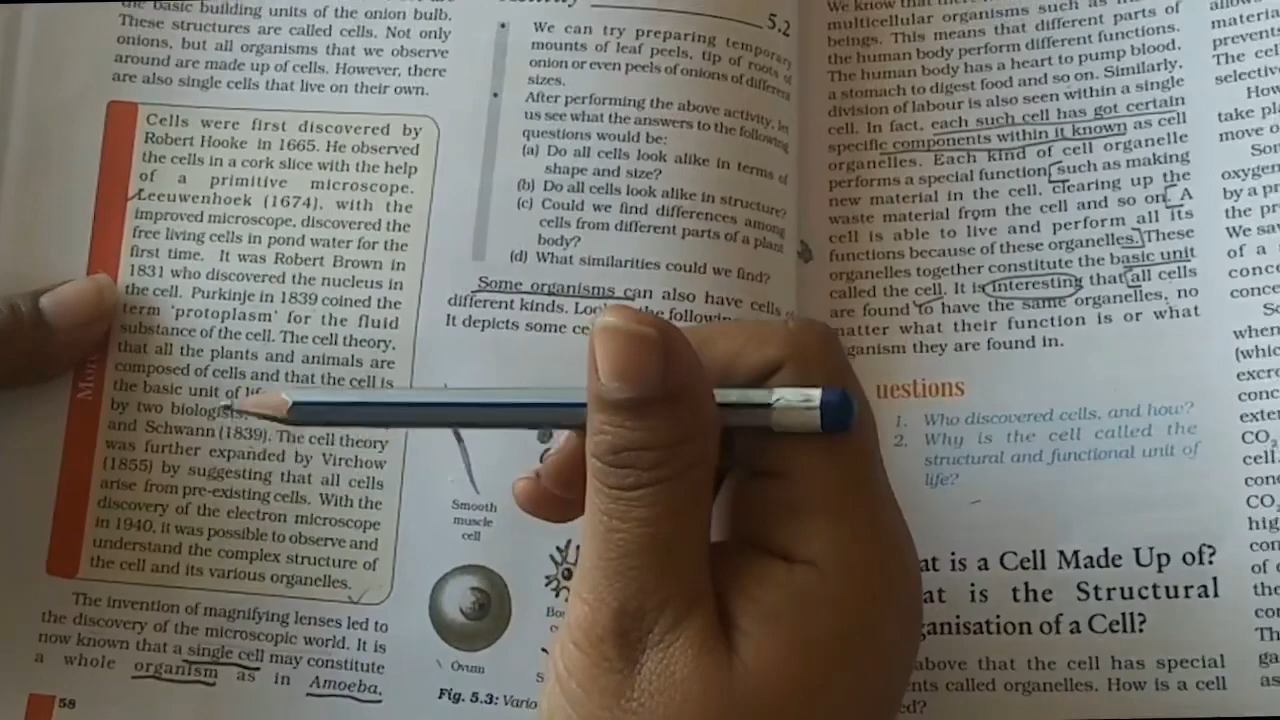 the basic building units of the onion bulb.
These structures are called cells. Not only
onions, but all organisms that we observe
around are made up of cells. However, there
are also single cells that live on their own.
Cells were first discovered by
Robert Hooke in 1665. He observed
the cells in a cork slice with the help
of a primitive microscope.
Leeuwenhoek (1674), with the
improved microscope, discovered the
free living cells in pond water for the
first time. It was Robert Brown in
1831 who discovered the nucleus in
the cell. Purkinje in 1839 coined the
term 'protoplasm' for the fluid
substance of the cell. The cell theory,
that all the plants and animals are
composed of cells and that the cell is
the basic unit of
by two biologists,
and Schwann (1839). The cell theory
was further expanded by Virchow
(1855) by suggesting that all cells
arise from pre-existing cells. With the
discovery of the electron microscope
in 1940, it was possible to observe and
understand the complex structure of
the cell and its various organelles.
The invention of magnifying lenses led to
the discovery of the microscopic world. It is
now known that a single cell may constitute
a whole organism as in Amoeba,
58
5.2
• We can try preparing temporary
mounts of leaf peels, tip of roots of
onion or even peels of onions of different
sizes.
• After performing the above activity, let
us see what the answers to the following
questions would be:
(a) Do all cells look alike in terms of
shape and size?
(b) Do all cells look alike in structure?
(c) Could we find differences among
cells from different parts of a plant
body?
(d) What similarities could we find?
Some organisms can also have cells of
different kinds. the following
It depicts some
Smooth
muscle
cell
Ovum
Fig. 5.3:
We know that
multicellular organisms such as
beings. This means that different parts of
the human body perform different functions.
The human body has a heart to pump blood,
a stomach to digest food and so on. Similarly,
division of labour is also seen within a single
cell. In fact, each such cell has got certain
specific components within it known as cell
organelles. Each kind of cell organelle
performs a special function, such as making
new material in the cell, clearing up the
waste material from the cell and so on. A
cell is able to live and perform all its
functions because of these organelles. These
organelles together constitute the basic unit
called the cell. It is interesting that all cells
are found to have the same organelles, no
matter what their function is or what
organism they are found in.
uestions
1. Who discovered cells, and how?
2. Why is the cell called the
structural and functional unit of
life?
at is a Cell Made Up of?
at is the Structural
ganisation of a Cell?
above that the cell has special
nts called organelles. How is a cell
ed?
prevents
The cel
take pl
move o
oxygen
by a pr
the pr
We sa
of a
when
(whic
CO₂
cell.
CO₂
of
the